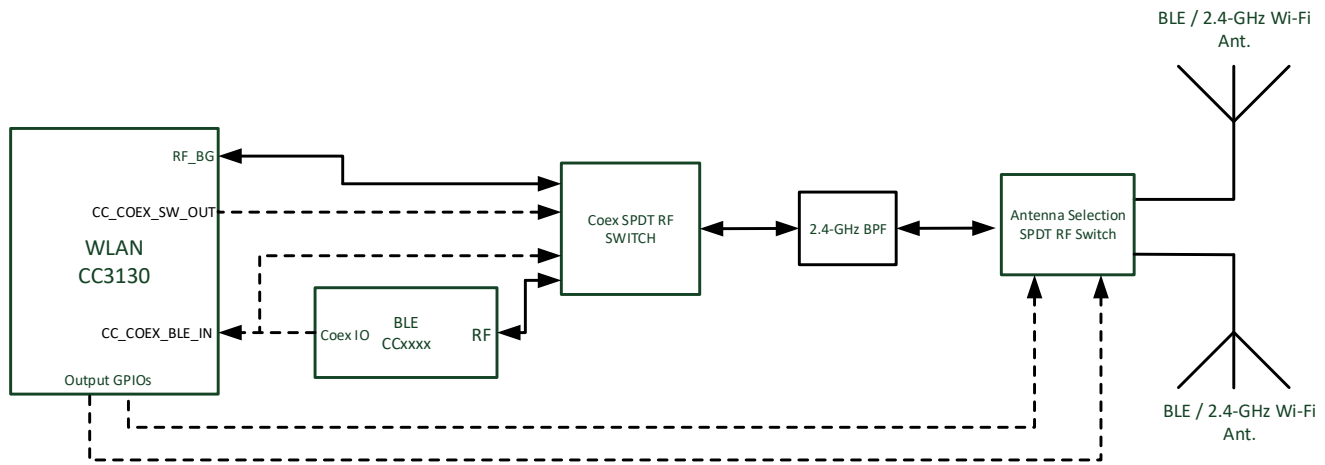 BLE / 2.4-GHz Wi-Fi
Ant.
RF_BG
CC_COEX_SW_OUT
WLAN
CC3130
CC_COEX_BLE_IN
Output GPIOs
Coex IO
BLE
CCxxxx
RF
Coex SPDT RF
SWITCH
2.4-GHz BPF
Antenna Selection
SPDT RF Switch
BLE / 2.4-GHz Wi-Fi
Ant.